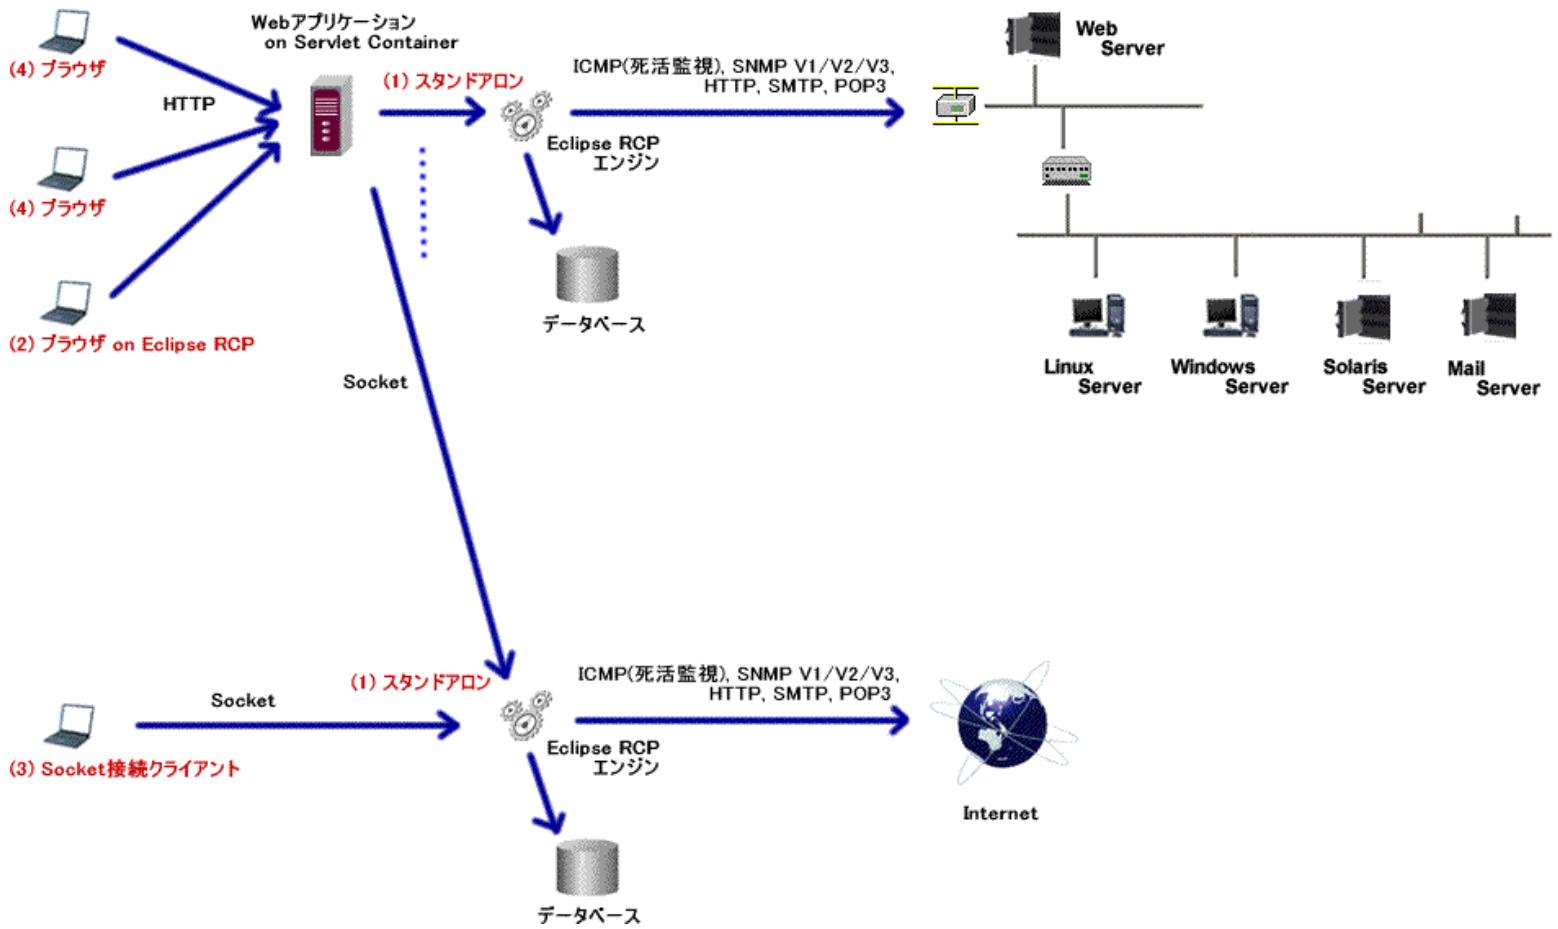 Webアプリケーション
on Servlet Container
(4) ブラウザ
HTTP
(1) スタンドアロン
ICMP(死活監視), SNMP V1/V2/V3,
HTTP, SMTP, POP3
Web
Server
Eclipse RCP
エンジン
(4) ブラウザ
(2) ブラウザ on Eclipse RCP
データベース
Socket
Linux
Server
Windows
Server
Solaris
Server
Mail
Server
(1) スタンドアロン
ICMP(死活監視), SNMP V1/V2/V3,
HTTP, SMTP, POP3
Socket
Eclipse RCP
エンジン
(3) Socket接続クライアント
Internet
データベース